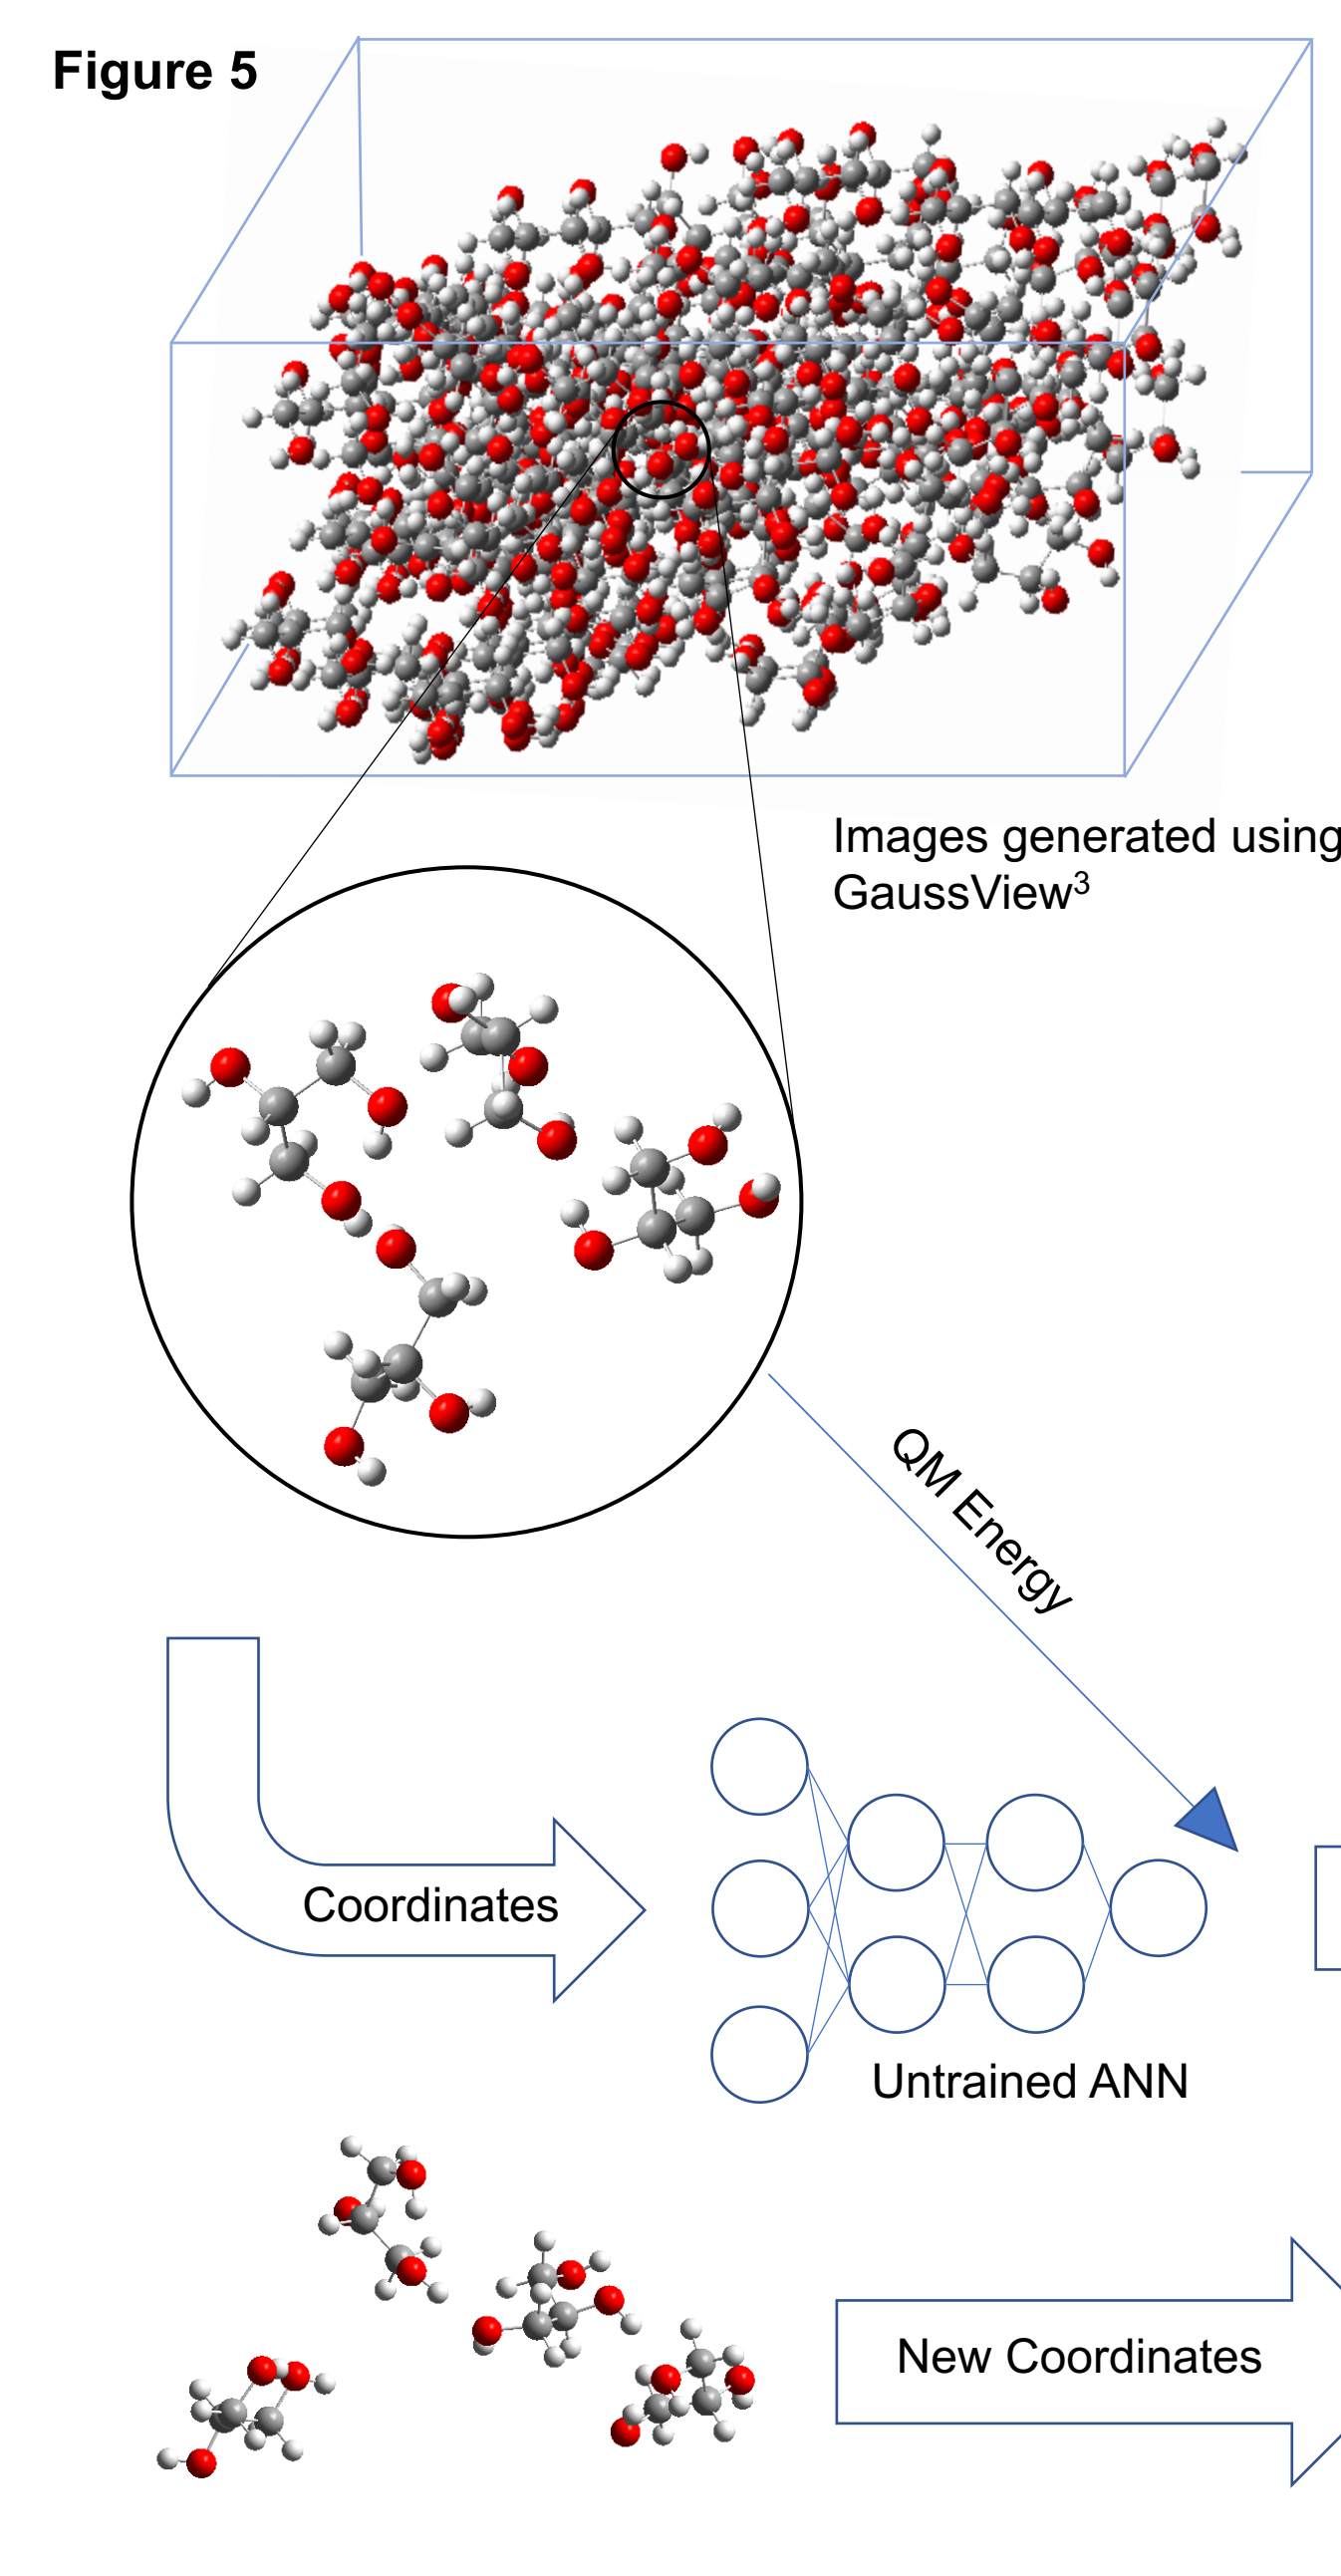 Figure 5
Images generated using
GaussView³
QM Energy
Coordinates
Untrained ANN
New Coordinates